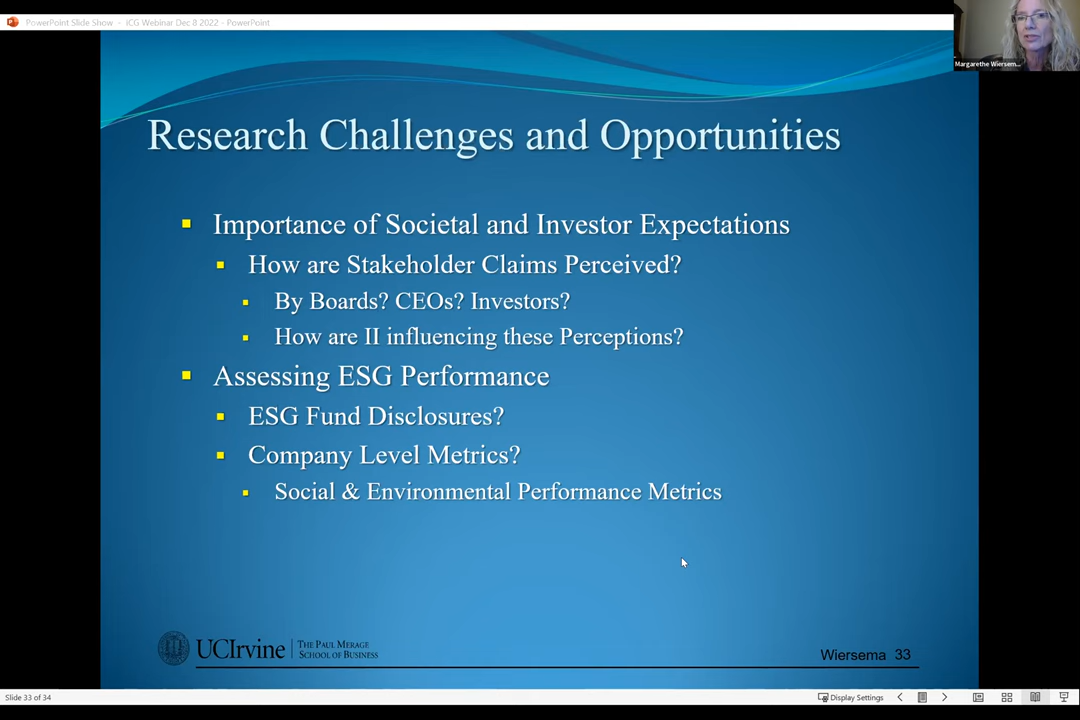 PowerPoint Slide Show - iCG Webinar Dec 8 2022 - PowerPoint
Margarethe Wiersem...
Research Challenges and Opportunities
Importance of Societal and Investor Expectations
How are Stakeholder Claims Perceived?
By Boards? CEOs? Investors?
How are II influencing these Perceptions?
Assessing ESG Performance
ESG Fund Disclosures?
Company Level Metrics?
Social & Environmental Performance Metrics
UCIrvine
THE PAUL MERAGE
SCHOOL OF BUSINESS
Wiersema 33
Slide 33 of 34
Display Settings